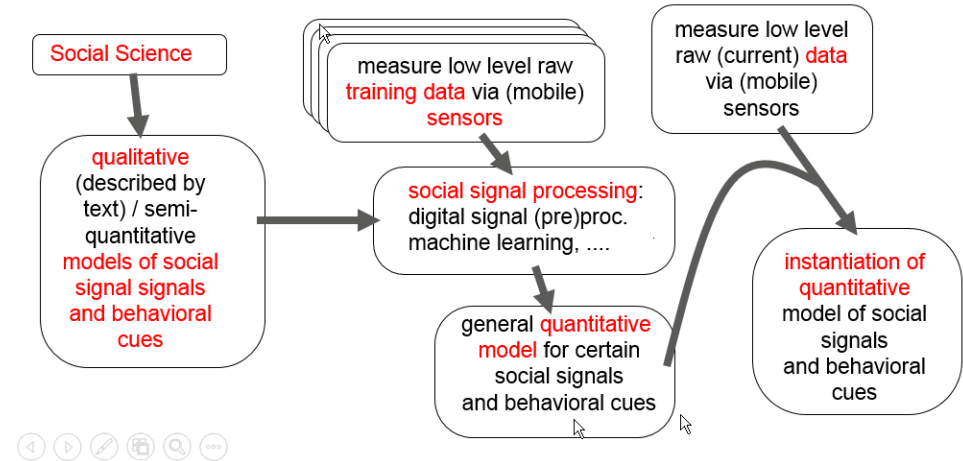 Social Science
qualitative
(described by
text) / semi-
quantitative
models of social
signal signals
and behavioral
cues
measure low level raw
training data via (mobile)
sensors
social signal processing:
digital signal (pre)proc.
machine learning, ....
general quantitative
model for certain
social signals
and behavioral cues
measure low level
raw (current) data
via (mobile)
sensors
instantiation of
quantitative
model of social
signals
and behavioral
cues